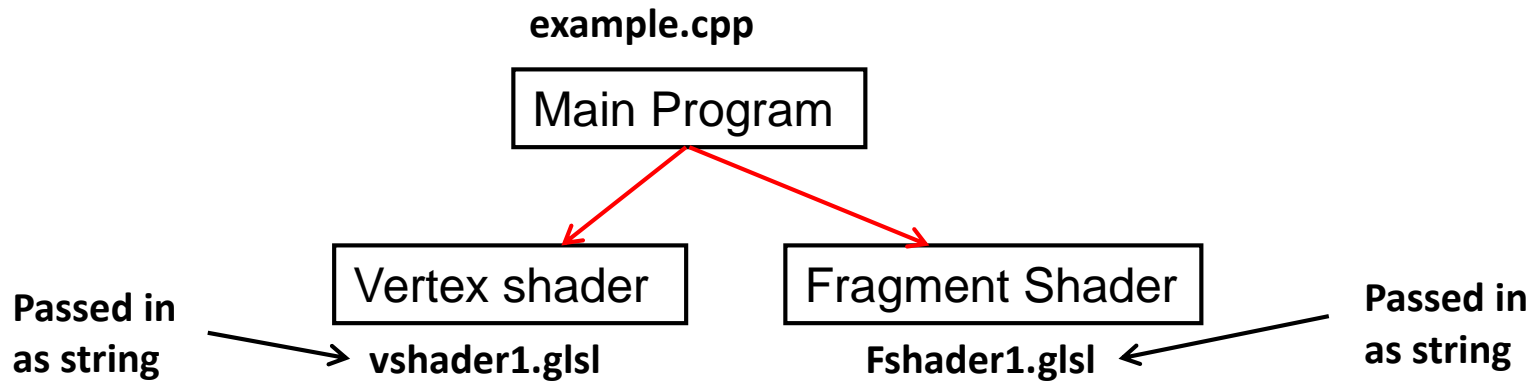 example.cpp
Main Program
Vertex shader
Fragment Shader
Passed in
as string
vshader1.glsl
Fshader1.glsl
Passed in
as string